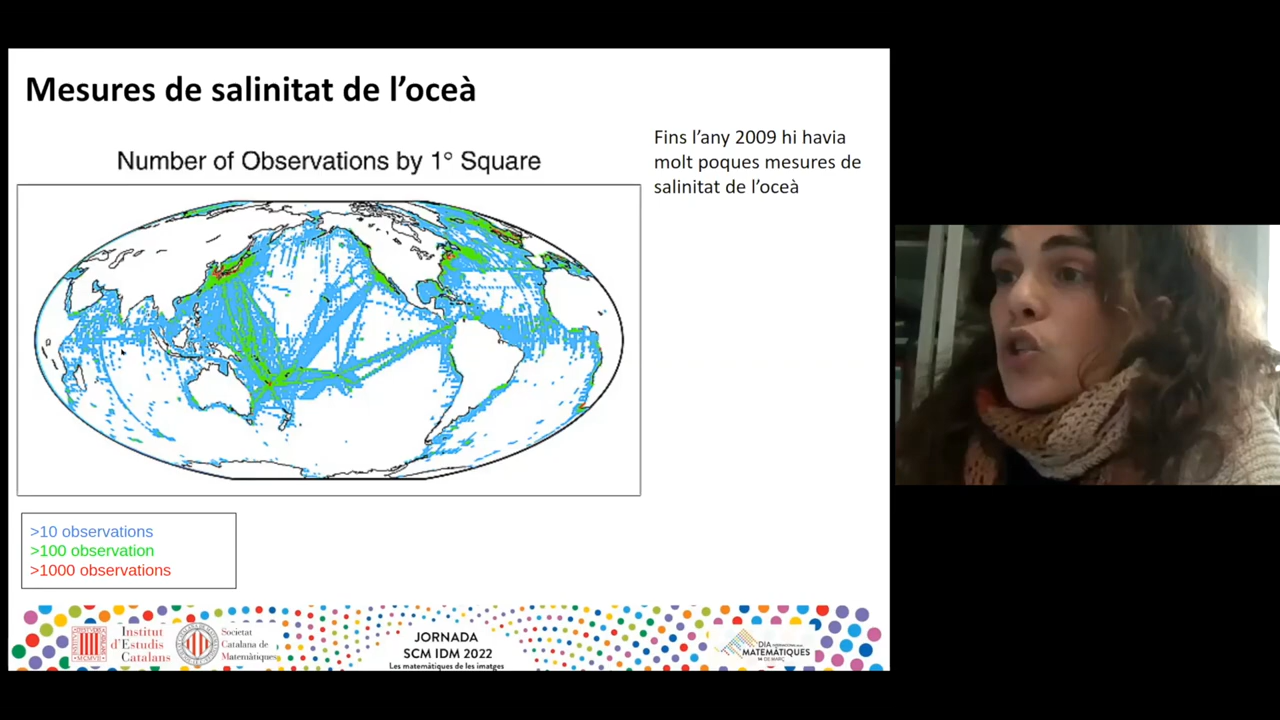 Mesures de salinitat de l'oceà
Number of Observations by 1° Square
Fins l'any 2009 hi havia
molt poques mesures de
salinitat de l'oceà
>10 observations
>100 observation
>1000 observations
Institut
d'Estudis
Catalans
Societat
Catalana de
Matemàtiques
JORNADA
SCM IDM 2022
Les matemàtiques de les imatges
DIA
MATEMÀTIQUES
14 DE MARÇ